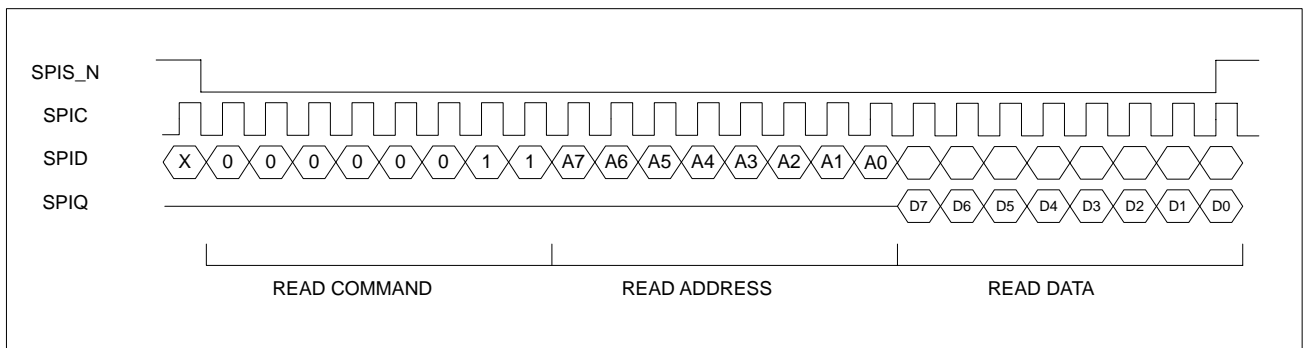 SPIS_N
SPIC
SPID X 0 0 0 0 0 0 1 1 A7 A6 A5 A4 A3 A2 A1 A0
SPIQ D7 D6 D5 D4 D3 D2 D1 D0
READ COMMAND READ ADDRESS READ DATA